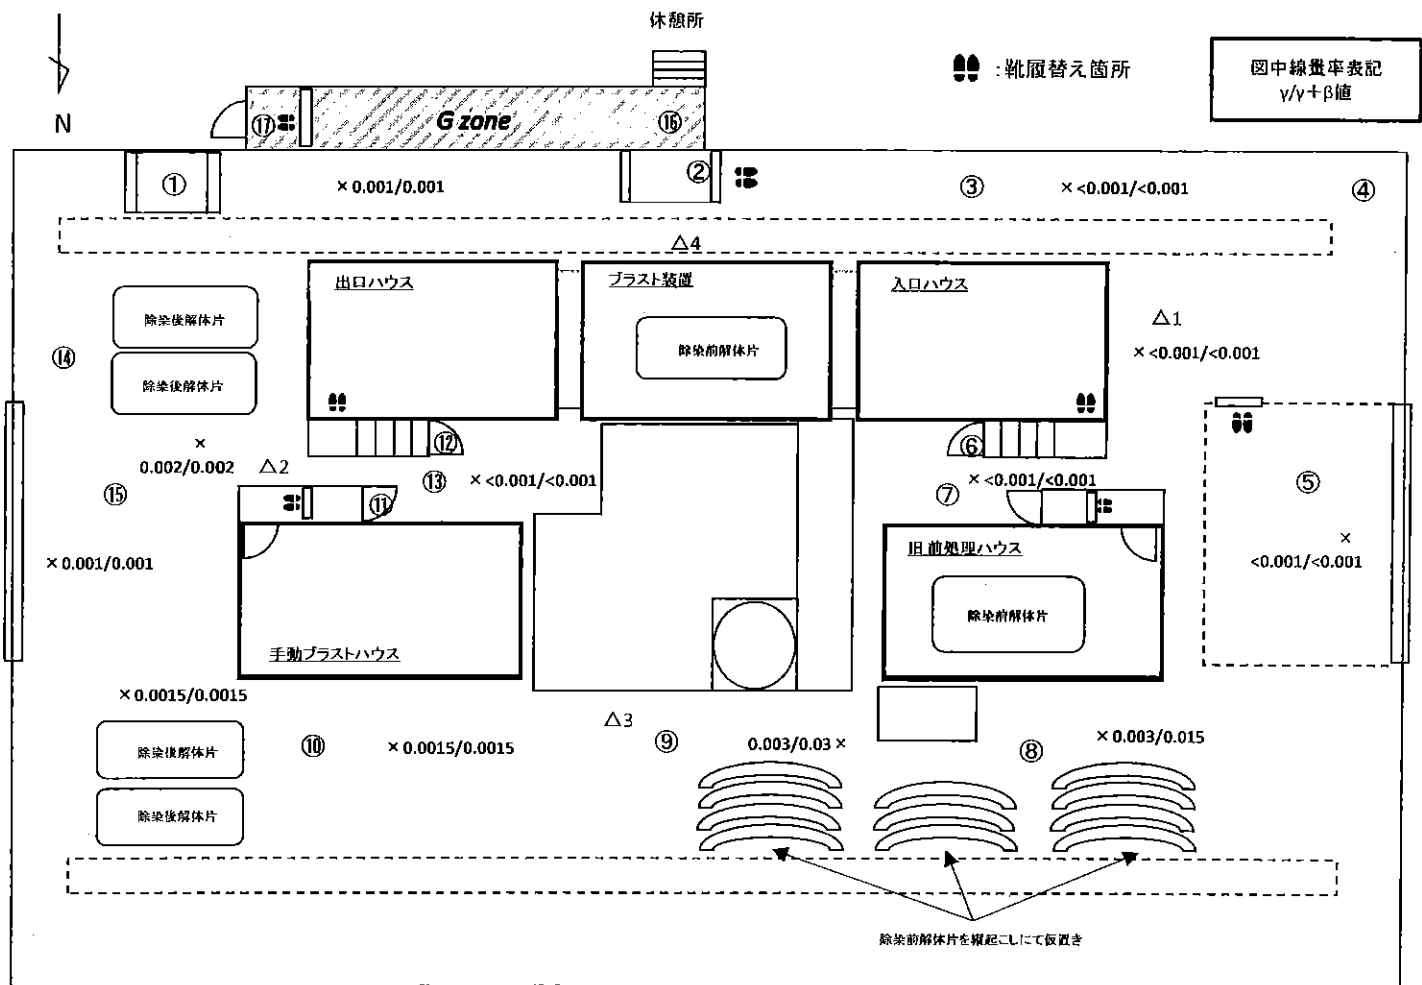 休憩所
:靴履替え箇所
図中線量率表記
γ/γ+β値
N
⑰
G zone
⑯
①
× 0.001/0.001
②
③
× <0.001/<0.001
④
△4
出口ハウス
ブラスト装置
入口ハウス
除染後解体片
除染前解体片
△1
× <0.001/<0.001
⑭
除染後解体片
×
0.002/0.002
△2
⑫
⑥
⑬
× <0.001/<0.001
× <0.001/<0.001
⑦
⑤
⑮
⑪
×
<0.001/<0.001
× 0.001/0.001
旧前処理ハウス
除染前解体片
手動ブラストハウス
× 0.0015/0.0015
△3
⑩
× 0.0015/0.0015
⑨
0.003/0.03 ×
⑧
× 0.003/0.015
除染後解体片
除染後解体片
除染前解体片を縦起こしにて仮置き